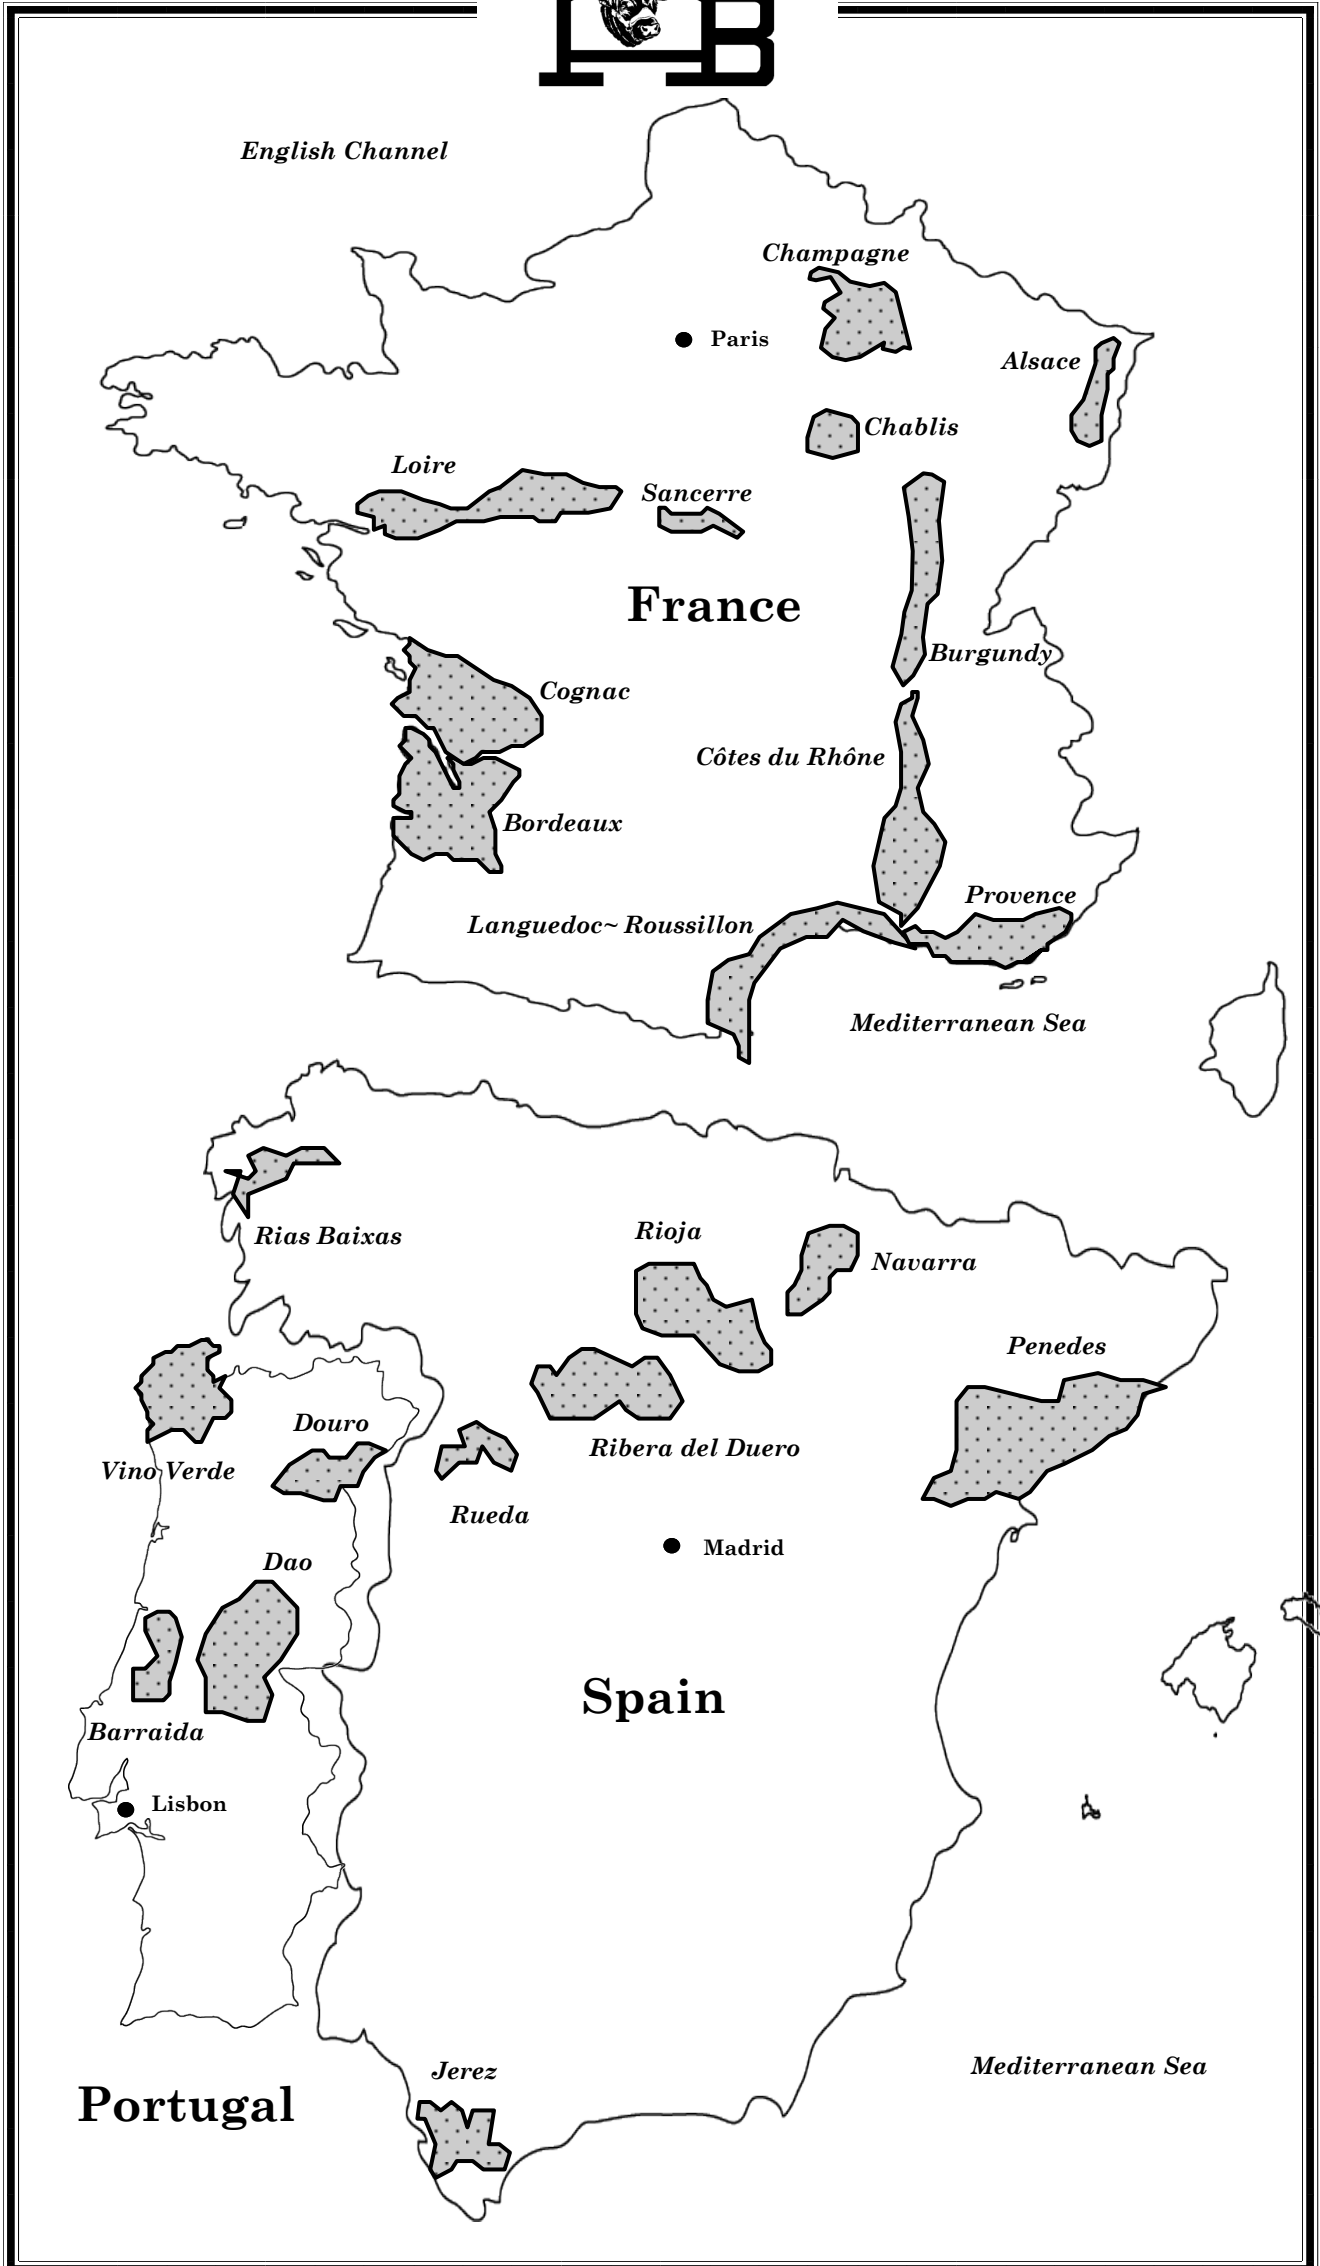 AB
English Channel
Champagne
Paris
Alsace
Chablis
Loire
Sancerre
France
Burgundy
Cognac
Côtes du Rhône
Bordeaux
Provence
Languedoc~ Roussillon
Mediterranean Sea
Rias Baixas
Rioja
Navarra
Penedes
Douro
Ribera del Duero
Vino Verde
Rueda
Madrid
Dao
Spain
Barraida
Lisbon
Mediterranean Sea
Jerez
Portugal